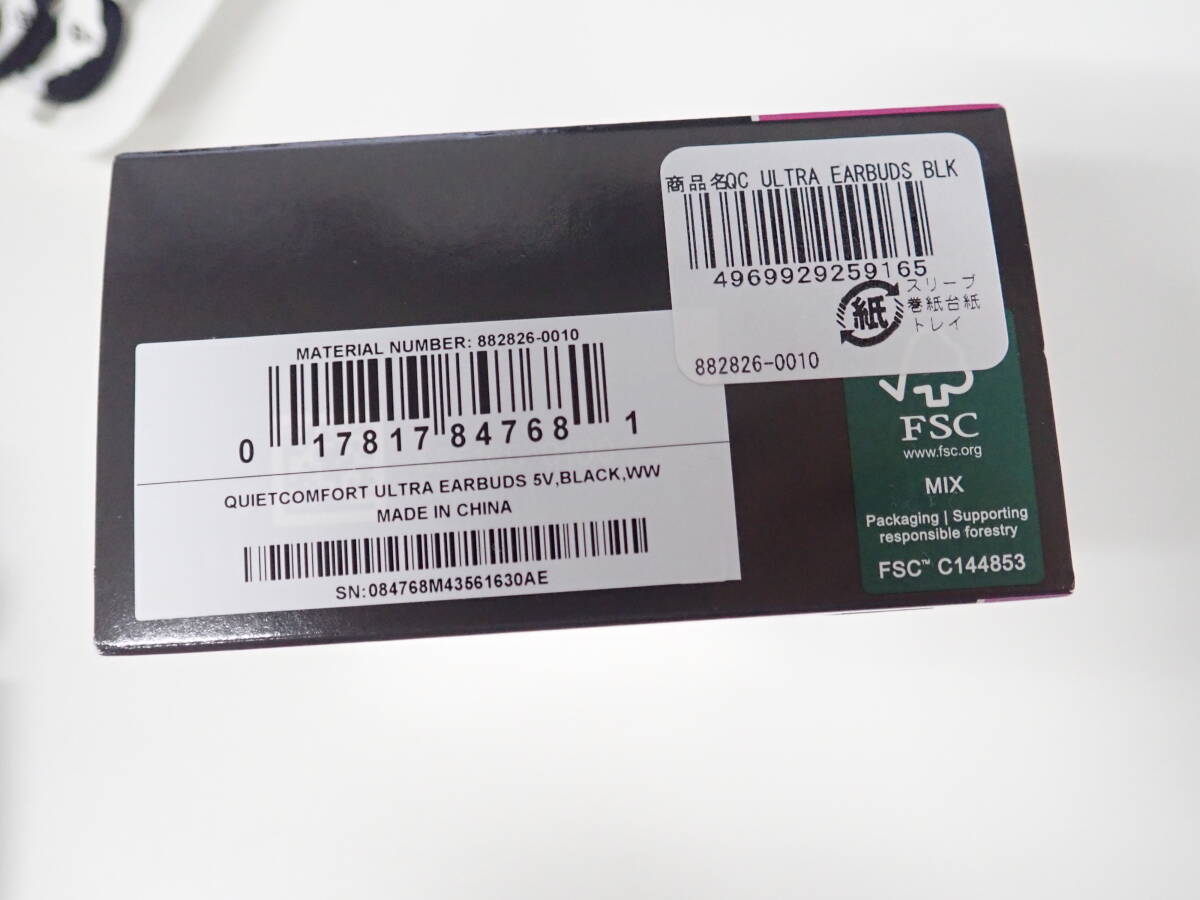 商品名QC ULTRA EARBUDS BLK
4969929259165
紙
スリーブ
巻紙台紙
トレイ
882826-0010
MATERIAL NUMBER: 882826-0010
0 17817 84768 1
QUIETCOMFORT ULTRA EARBUDS 5V,BLACK,WW
MADE IN CHINA
SN:084768M43561630AE
FSC
www.fsc.org
MIX
Packaging | Supporting
responsible forestry
FSC™ C144853